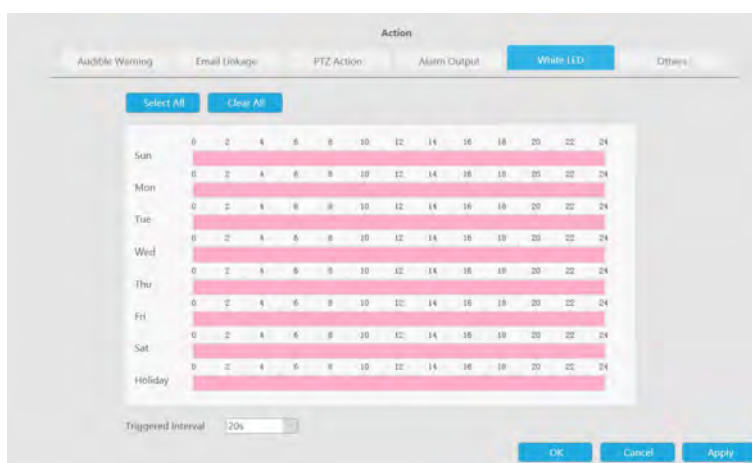 Action
Audible Warning Email Linkage PTZ Action Alarm Output White LED Others
Select All Clear All
0 2 4 6 8 10 12 14 16 18 20 22 24
Sun
0 2 4 6 8 10 12 14 16 18 20 22 24
Mon
0 2 4 6 8 10 12 14 16 18 20 22 24
Tue
0 2 4 6 8 10 12 14 16 18 20 22 24
Wed
0 2 4 6 8 10 12 14 16 18 20 22 24
Thu
0 2 4 6 8 10 12 14 16 18 20 22 24
Fri
0 2 4 6 8 10 12 14 16 18 20 22 24
Sat
0 2 4 6 8 10 12 14 16 18 20 22 24
Holiday
Triggered Interval 20s
OK Cancel Apply